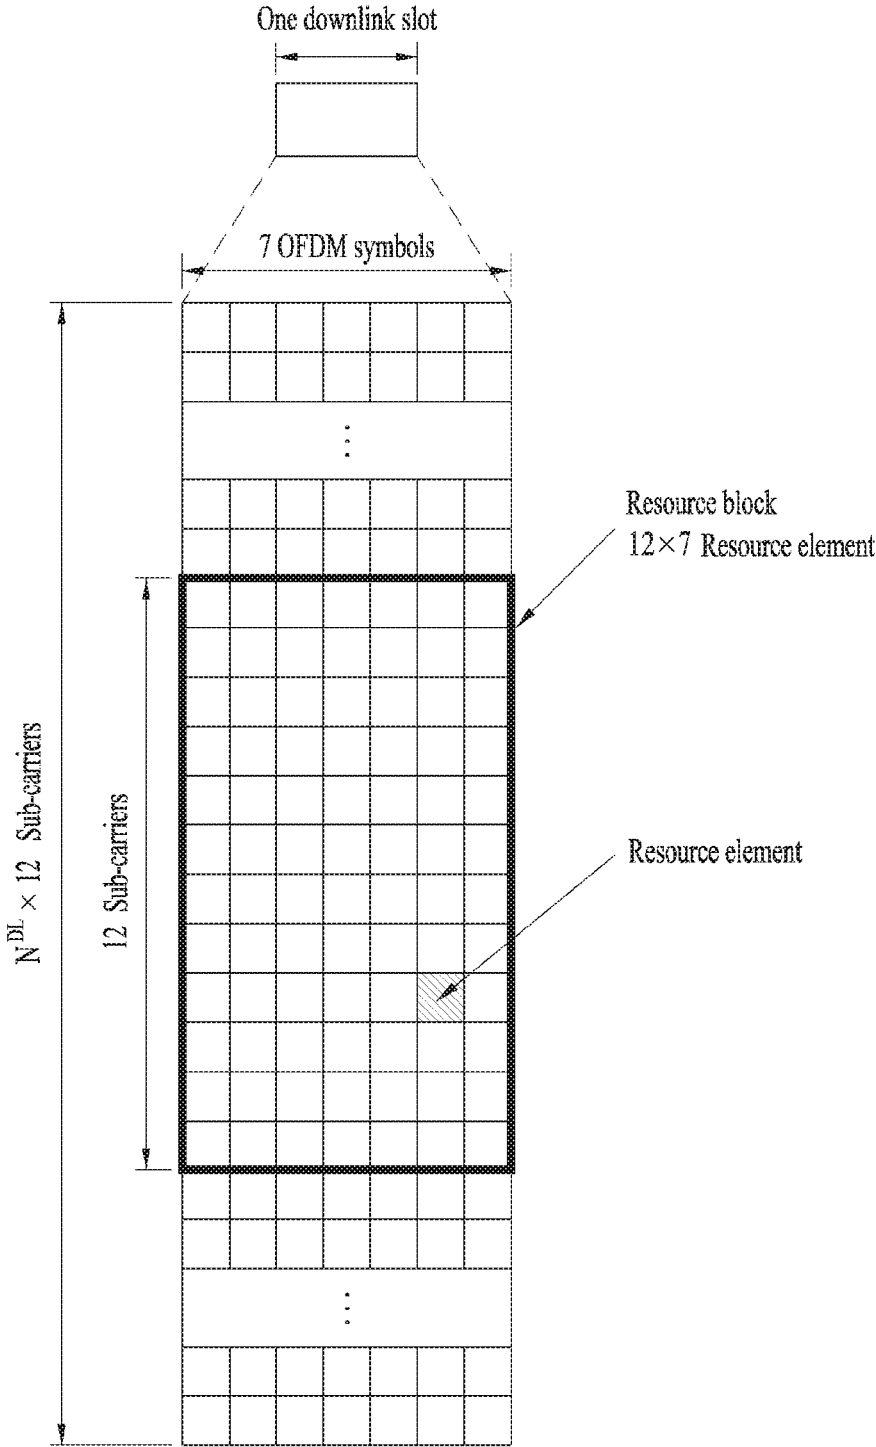 One downlink slot
7 OFDM symbols
Resource block
12×7 Resource element
N^DL × 12 Sub-carriers
12 Sub-carriers
Resource element